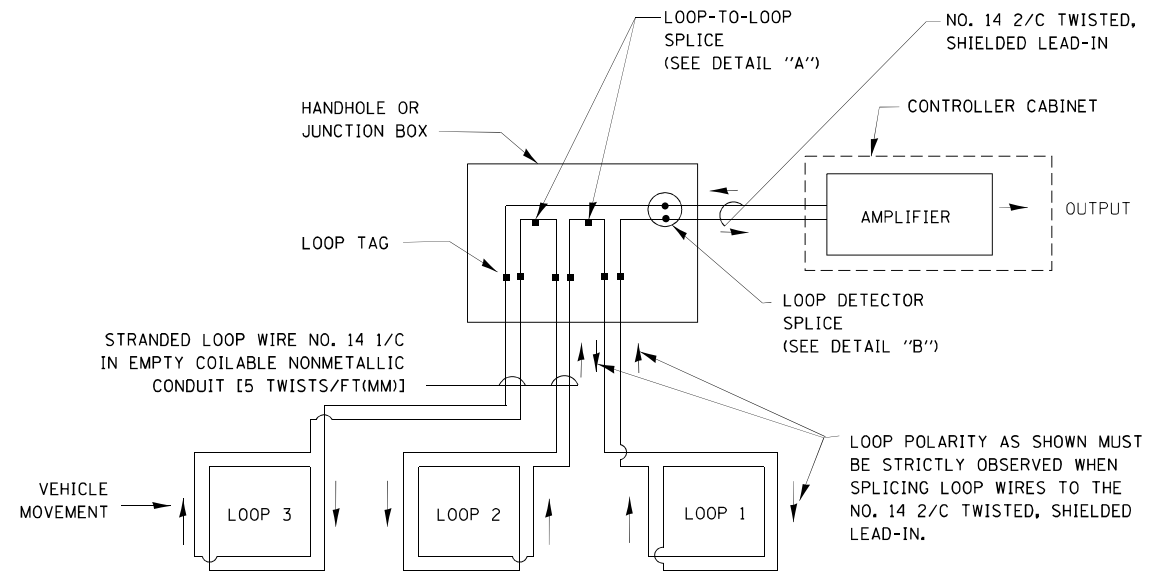 LOOP-TO-LOOP
SPLICE
(SEE DETAIL "A")
NO. 14 2/C TWISTED,
SHIELDED LEAD-IN
HANDHOLE OR
JUNCTION BOX
CONTROLLER CABINET
AMPLIFIER
OUTPUT
LOOP TAG
LOOP DETECTOR
SPLICE
(SEE DETAIL "B")
STRANDED LOOP WIRE NO. 14 1/C
IN EMPTY COILABLE NONMETALLIC
CONDUIT [5 TWISTS/FT(MM)]
LOOP POLARITY AS SHOWN MUST
BE STRICTLY OBSERVED WHEN
SPLICING LOOP WIRES TO THE
NO. 14 2/C TWISTED, SHIELDED
LEAD-IN.
VEHICLE
MOVEMENT
LOOP 3
LOOP 2
LOOP 1